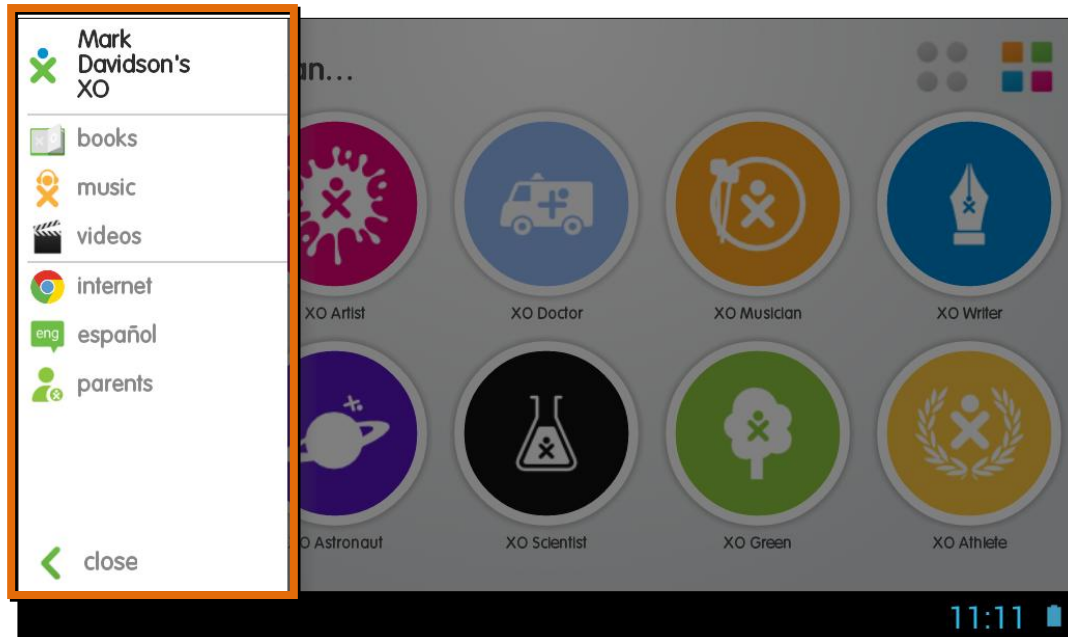 Mark
Davidson's
XO
books
music
videos
internet
eng
español
parents
close
an...
XO Artist
XO Doctor
XO Musician
XO Writer
O Astronaut
XO Scientist
XO Green
XO Athlete
11:11